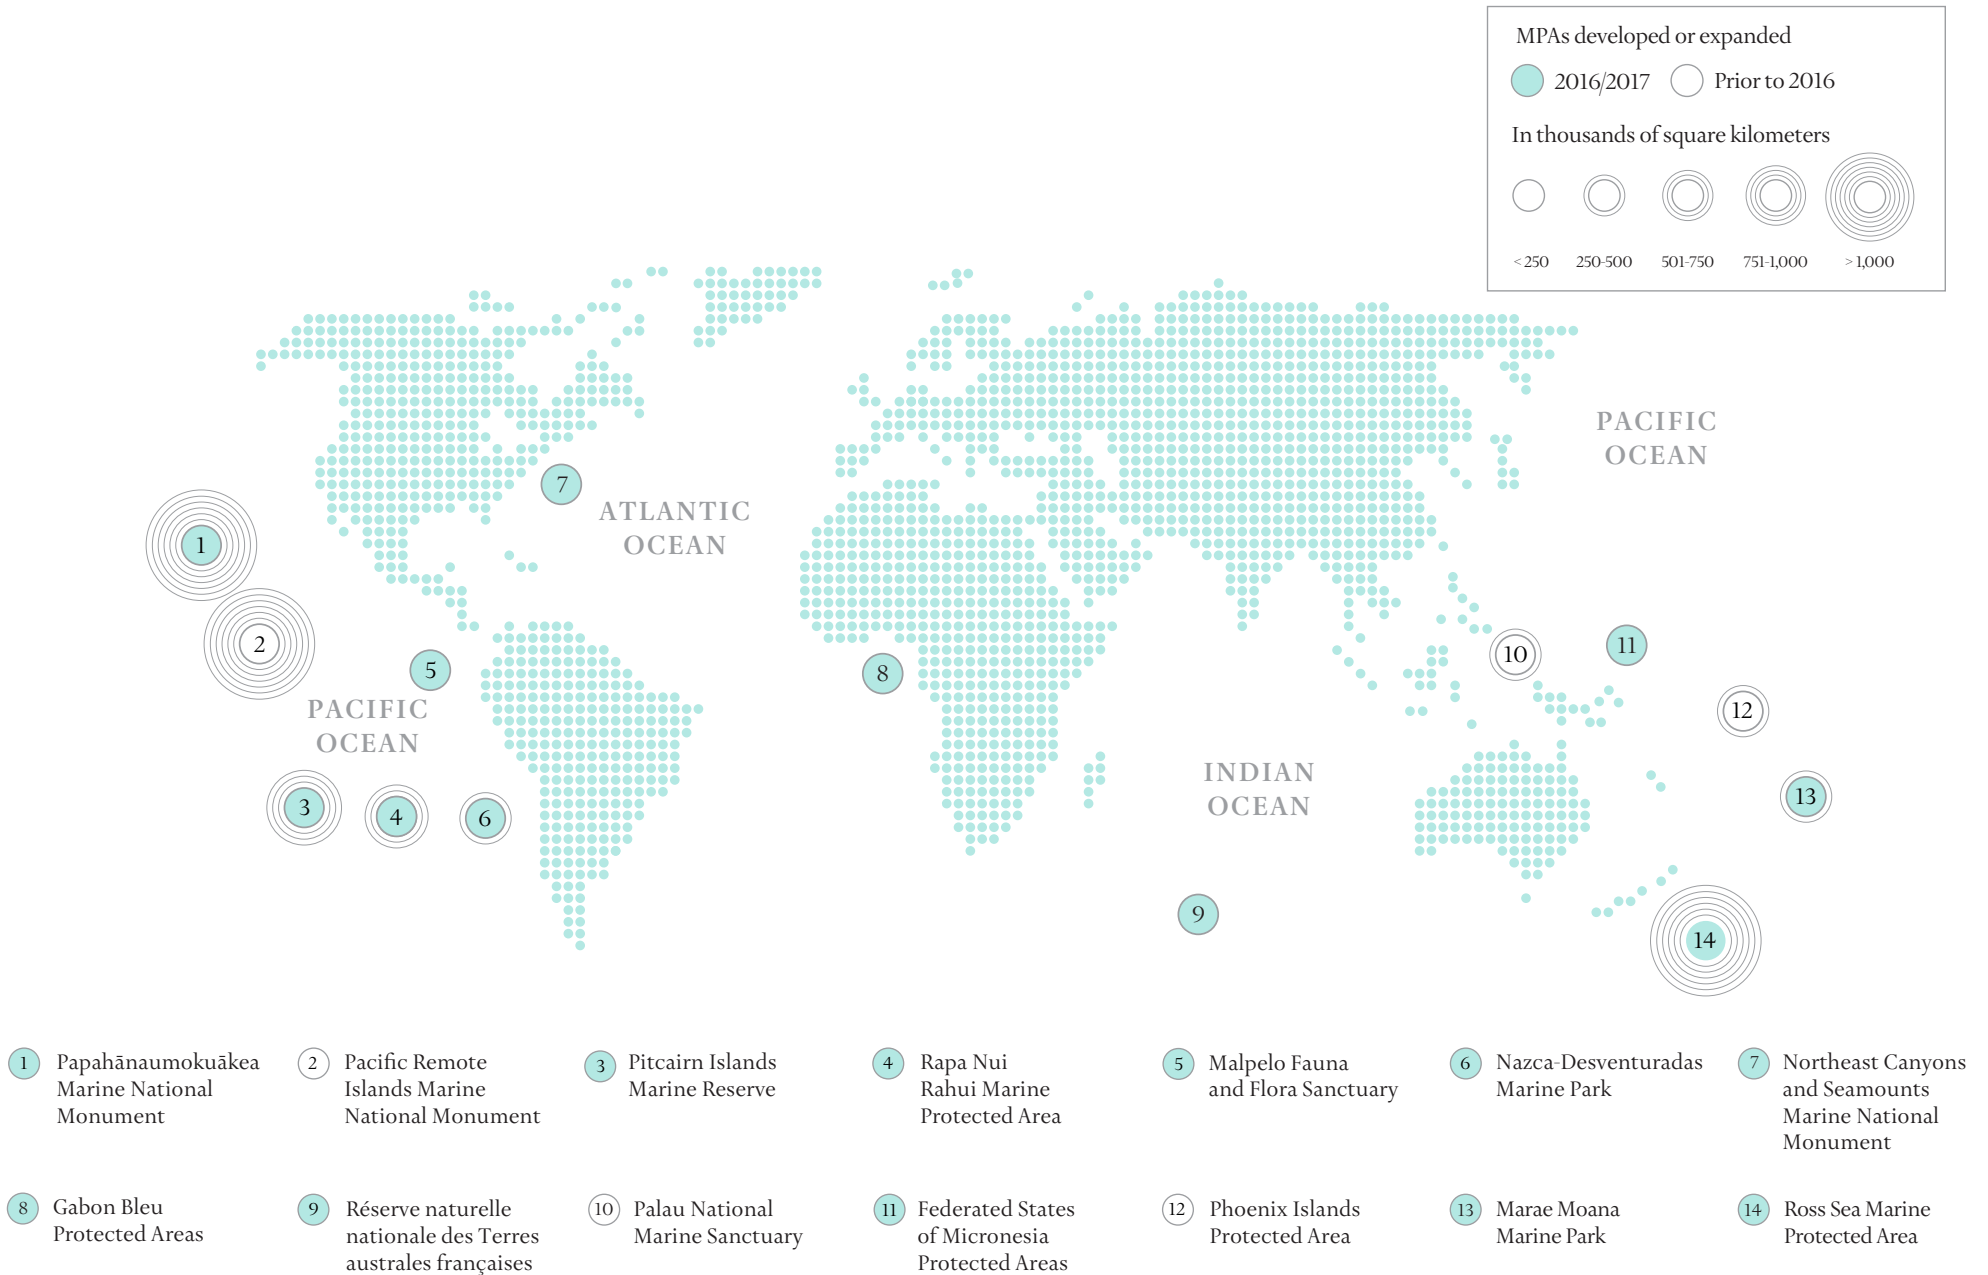 MPAs developed or expanded
2016/2017
Prior to 2016
In thousands of square kilometers
< 250
250-500
501-750
751-1,000
> 1,000
PACIFIC
OCEAN
7
ATLANTIC
OCEAN
1
2
5
8
10
11
PACIFIC
OCEAN
12
INDIAN
OCEAN
3
4
6
13
9
14
1
Papahānaumokuākea
Marine National
Monument
2
Pacific Remote
Islands Marine
National Monument
3
Pitcairn Islands
Marine Reserve
4
Rapa Nui
Rahui Marine
Protected Area
5
Malpelo Fauna
and Flora Sanctuary
6
Nazca-Desventuradas
Marine Park
7
Northeast Canyons
and Seamounts
Marine National
Monument
8
Gabon Bleu
Protected Areas
9
Réserve naturelle
nationale des Terres
australes françaises
10
Palau National
Marine Sanctuary
11
Federated States
of Micronesia
Protected Areas
12
Phoenix Islands
Protected Area
13
Marae Moana
Marine Park
14
Ross Sea Marine
Protected Area